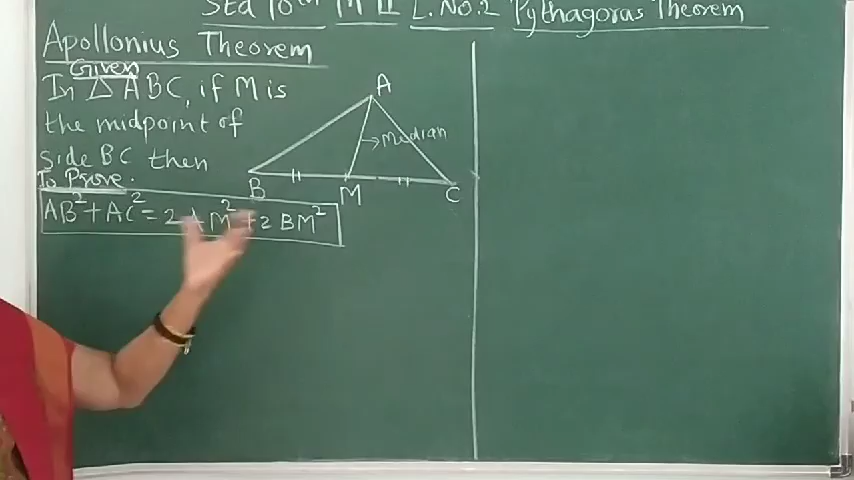 Std 10th M II L. No:2 Pythagoras Theorem
Apollonius Theorem
Given
In △ ABC, if M is
the midpoint of
side BC then
To Prove.
AB²+AC²=2AM²+2BM²
A
Median
B M C